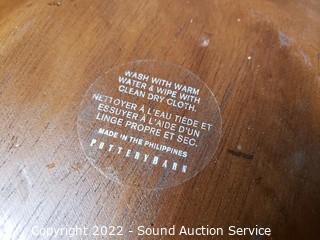 WASH WITH WARM
WATER & WIPE WITH
CLEAN DRY CLOTH.
NETTOYER À L'EAU TIÈDE ET
ESSUYER À L'AIDE D'UN
LINGE PROPRE ET SEC.
MADE IN THE PHILIPPINES
POTTERYBARN
Copyright 2022 - Sound Auction Service